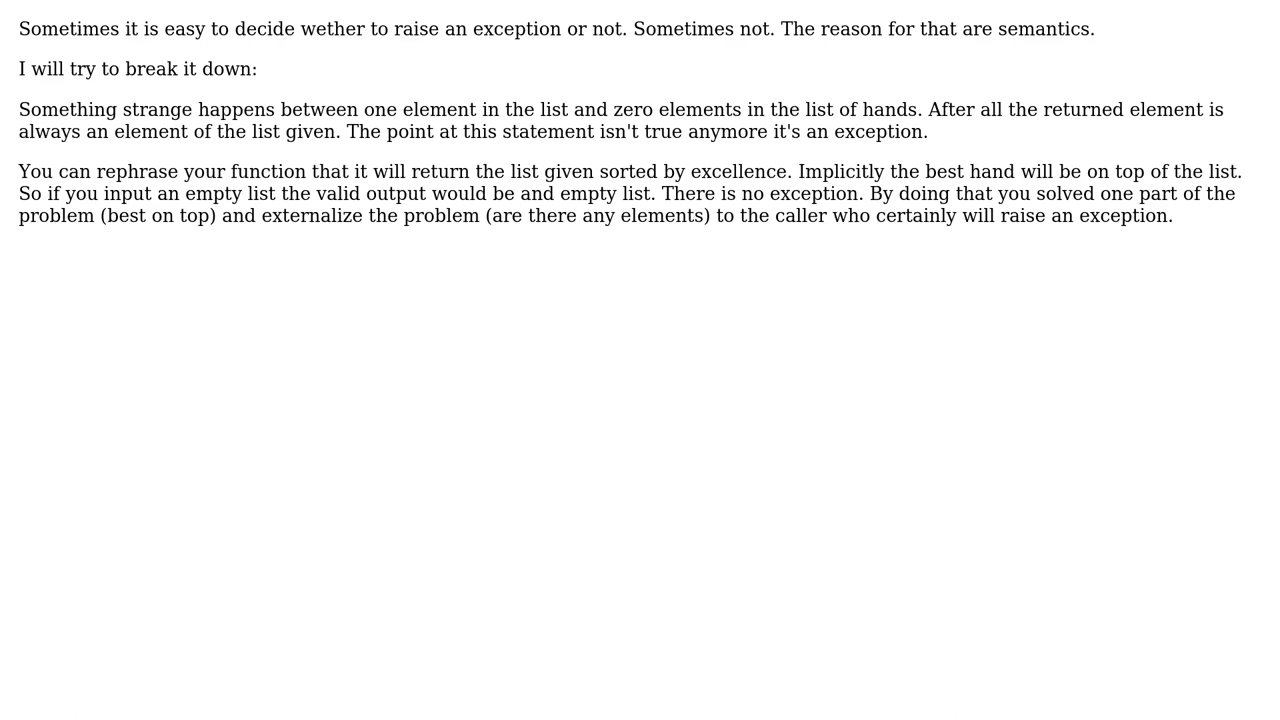 Sometimes it is easy to decide wether to raise an exception or not. Sometimes not. The reason for that are semantics.
I will try to break it down:
Something strange happens between one element in the list and zero elements in the list of hands. After all the returned element is
always an element of the list given. The point at this statement isn't true anymore it's an exception.
You can rephrase your function that it will return the list given sorted by excellence. Implicitly the best hand will be on top of the list.
So if you input an empty list the valid output would be and empty list. There is no exception. By doing that you solved one part of the
problem (best on top) and externalize the problem (are there any elements) to the caller who certainly will raise an exception.